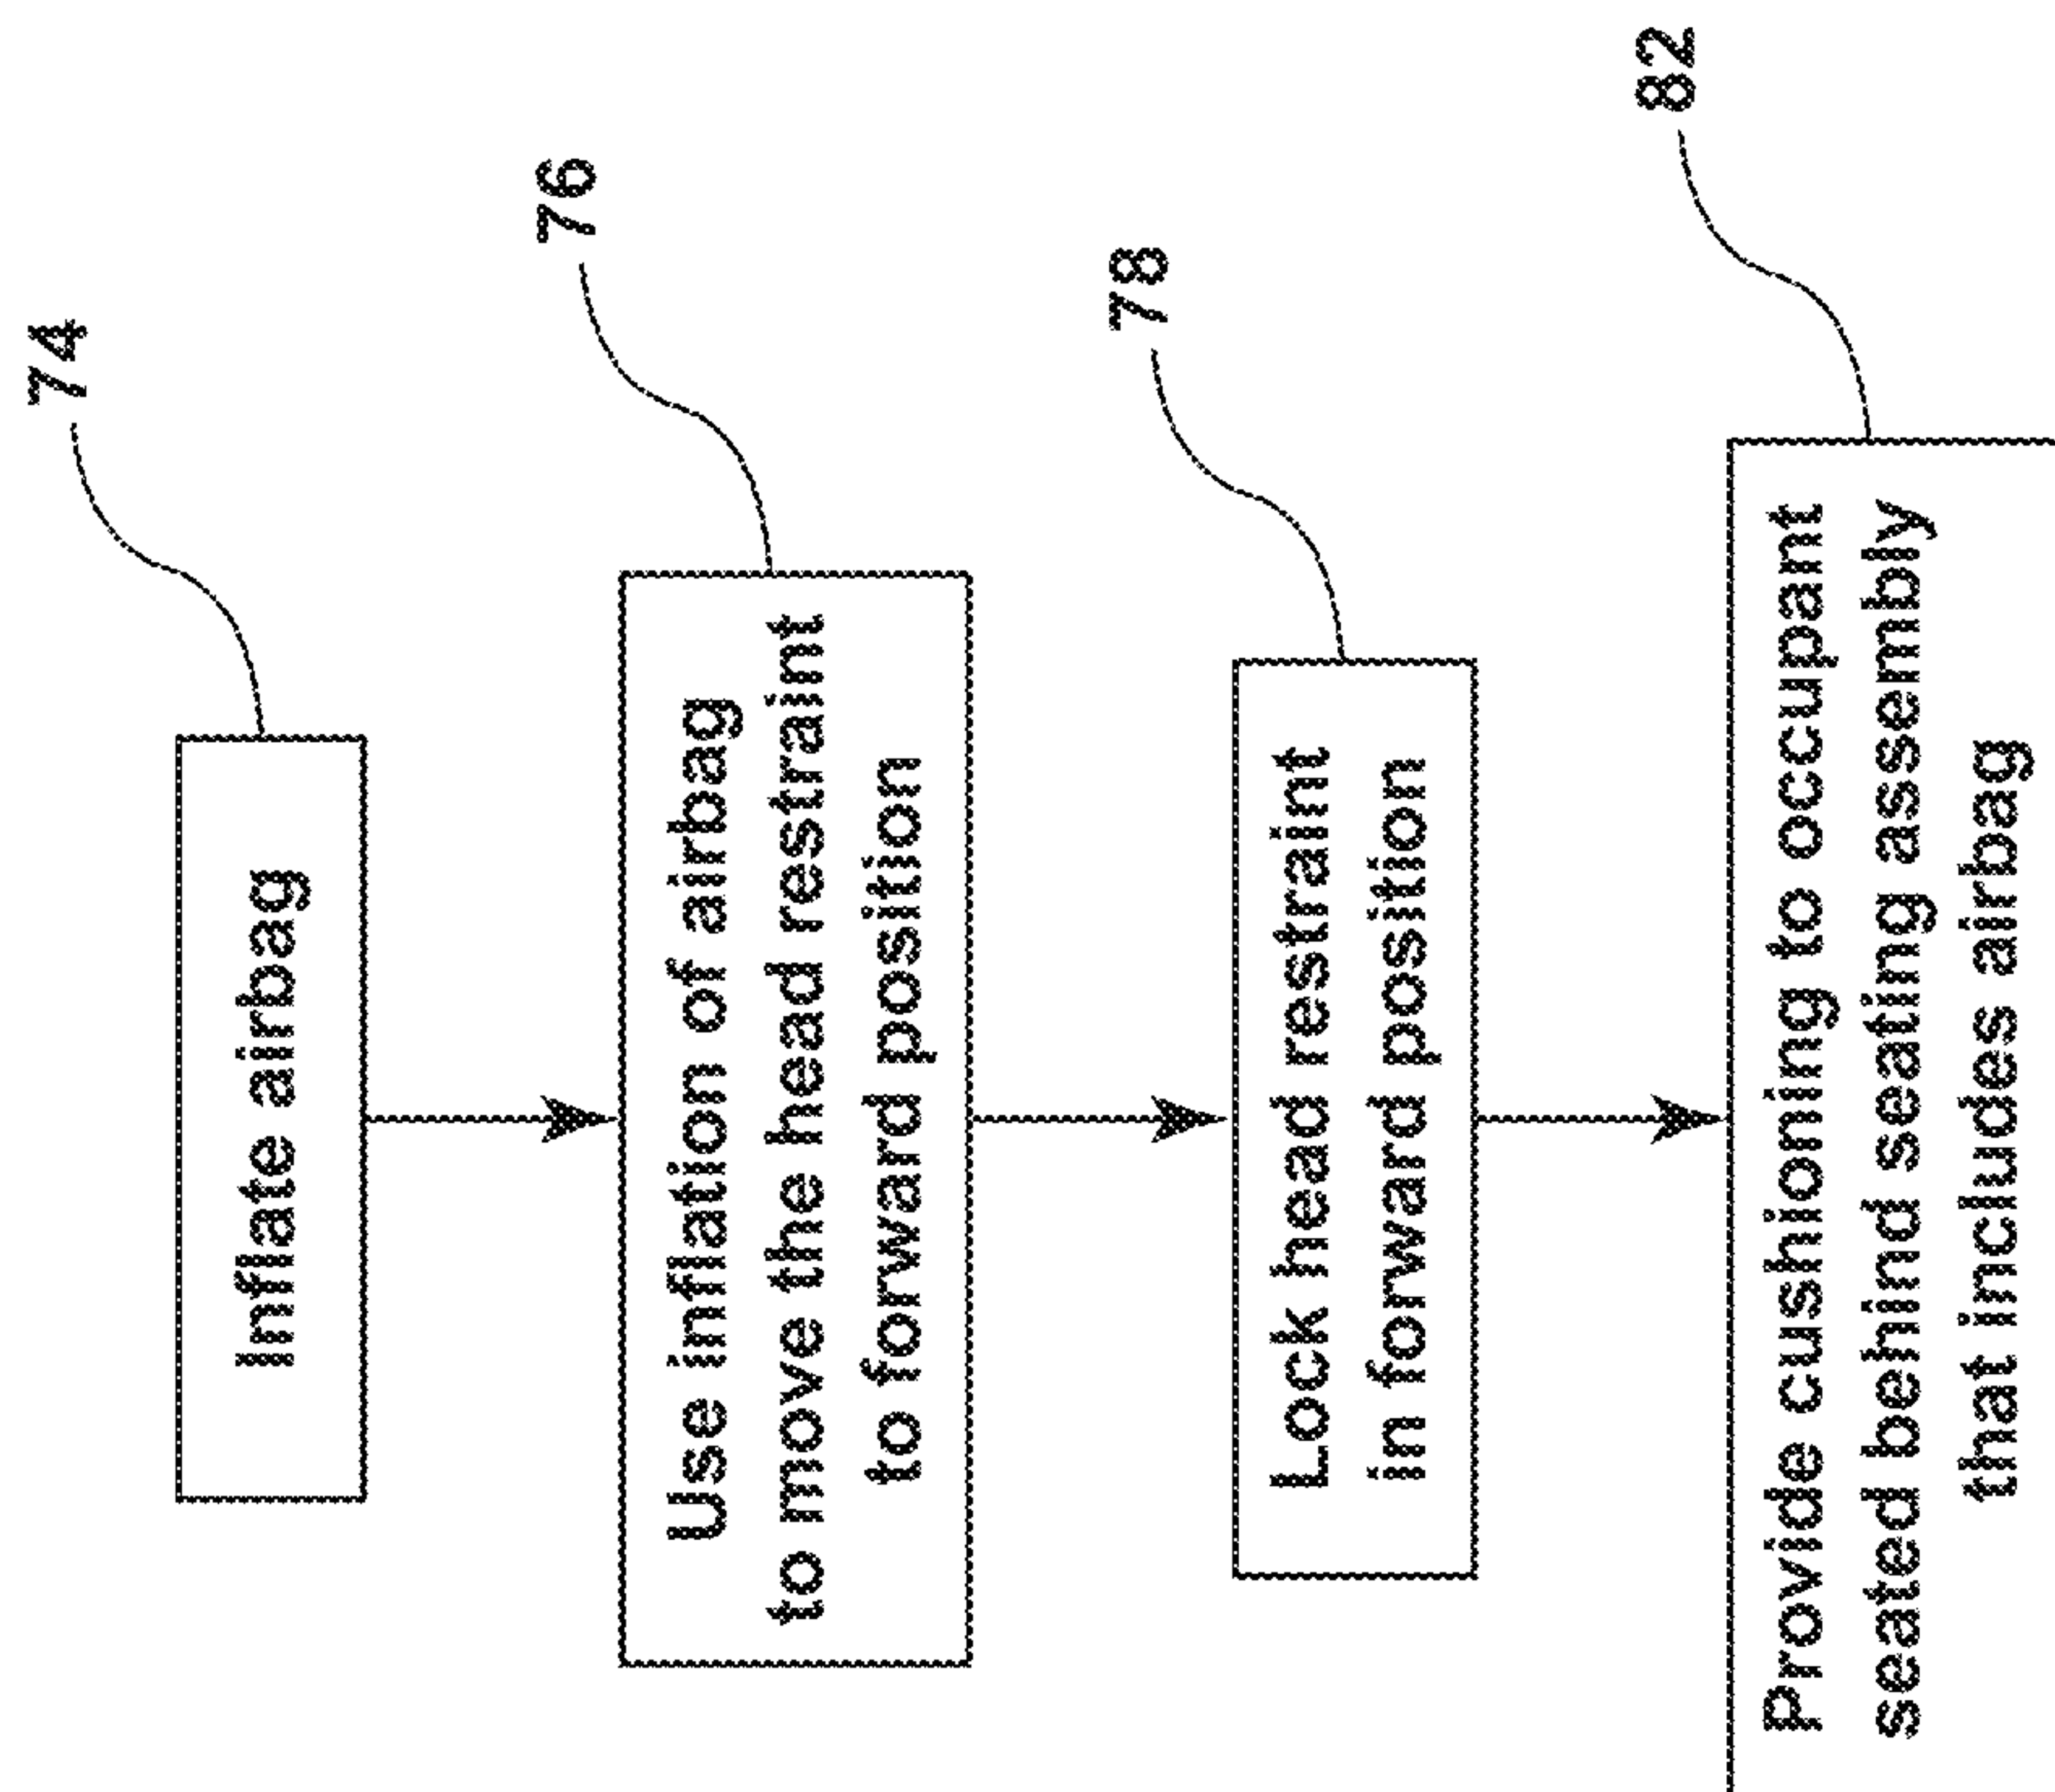 74
Inflate airbag
76
Use inflation of airbag
to move the head restraint
to forward position
78
Lock head restraint
in forward position
82
Provide cushioning to occupant
seated behind seating assembly
that includes airbag